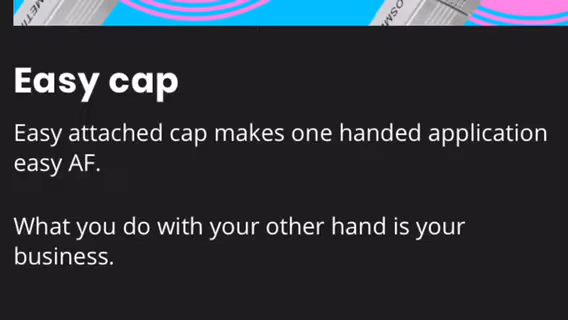 Easy cap
Easy attached cap makes one handed application
easy AF.
What you do with your other hand is your
business.